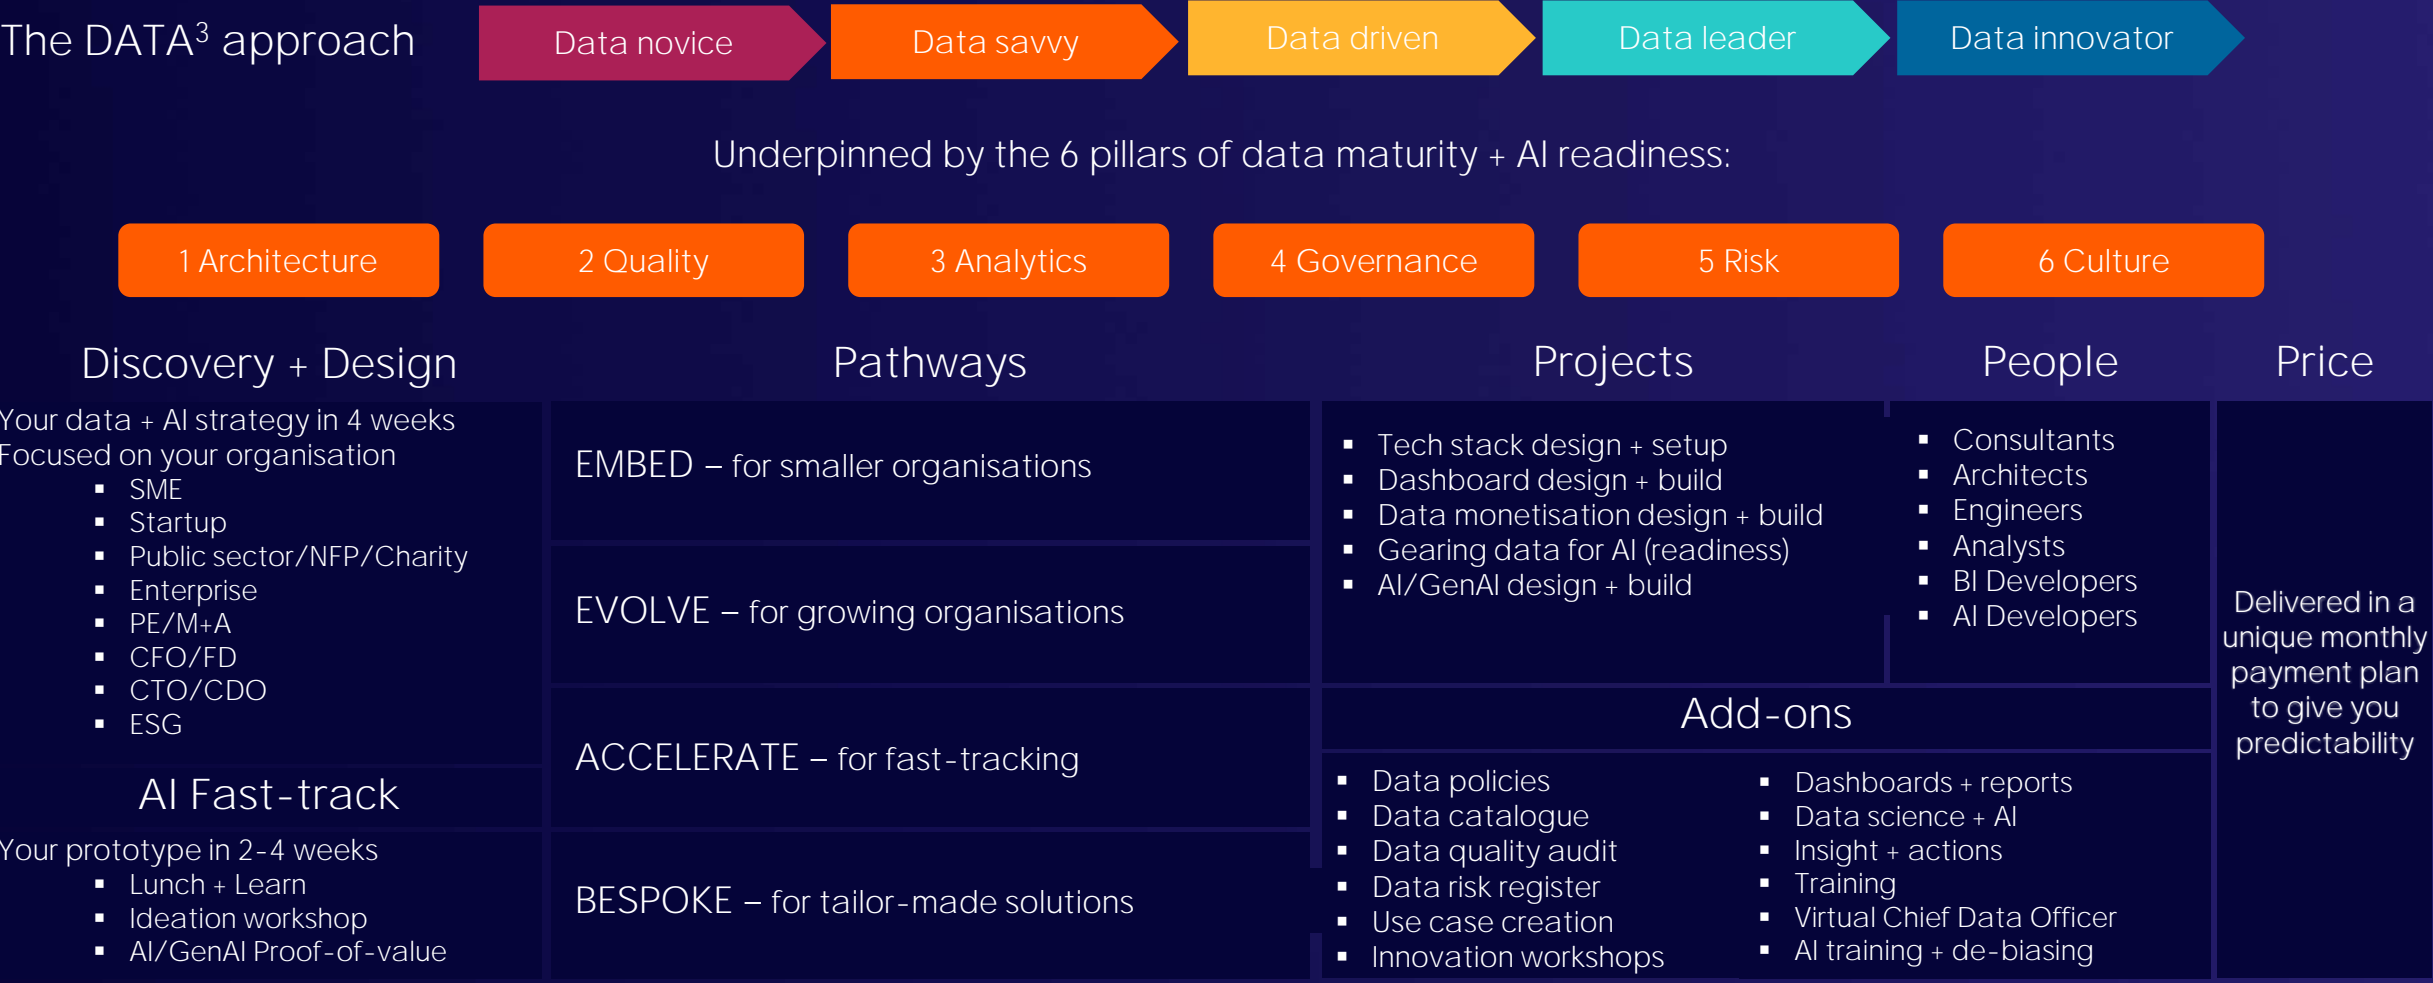 The DATA³ approach
Data novice
Data savvy
Data driven
Data leader
Data innovator
Underpinned by the 6 pillars of data maturity + AI readiness:
1 Architecture
2 Quality
3 Analytics
4 Governance
5 Risk
6 Culture
Discovery + Design
Your data + AI strategy in 4 weeks
Focused on your organisation
▪ SME
▪ Startup
▪ Public sector/NFP/Charity
▪ Enterprise
▪ PE/M+A
▪ CFO/FD
▪ CTO/CDO
▪ ESG
AI Fast-track
Your prototype in 2-4 weeks
▪ Lunch + Learn
▪ Ideation workshop
▪ AI/GenAI Proof-of-value
Pathways
EMBED – for smaller organisations
EVOLVE – for growing organisations
ACCELERATE – for fast-tracking
BESPOKE – for tailor-made solutions
Projects
▪ Tech stack design + setup
▪ Dashboard design + build
▪ Data monetisation design + build
▪ Gearing data for AI (readiness)
▪ AI/GenAI design + build
People
▪ Consultants
▪ Architects
▪ Engineers
▪ Analysts
▪ BI Developers
▪ AI Developers
Add-ons
▪ Data policies
▪ Data catalogue
▪ Data quality audit
▪ Data risk register
▪ Use case creation
▪ Innovation workshops
▪ Dashboards + reports
▪ Data science + AI
▪ Insight + actions
▪ Training
▪ Virtual Chief Data Officer
▪ AI training + de-biasing
Price
Delivered in a
unique monthly
payment plan
to give you
predictability